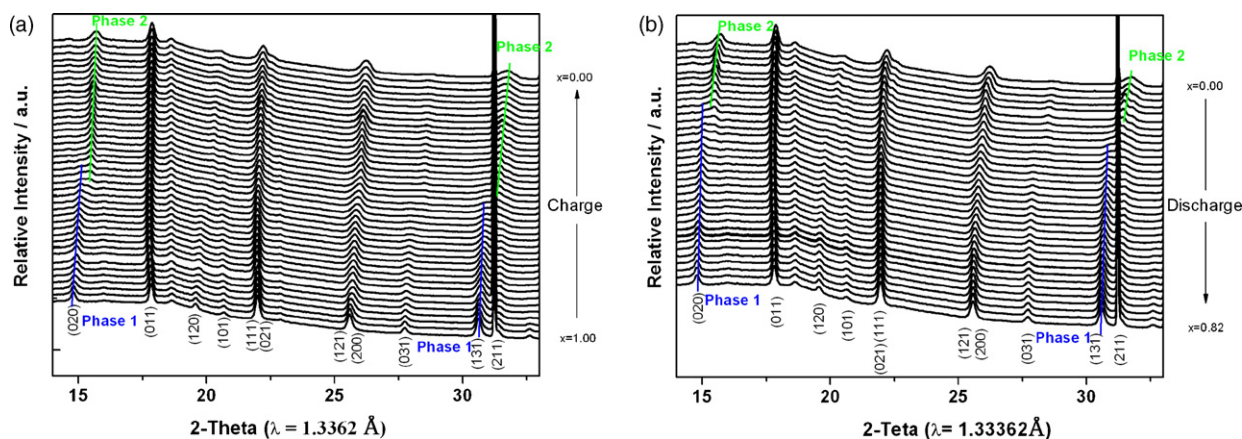 (a)
Phase 2
Phase 2
x=0.00
Charge
x=1.00
Relative Intensity / a.u.
(020)
Phase 1
(011)
(120)
(101)
(111)
(021)
(121)
(200)
(031)
Phase 1
(131)
(211)
15
20
25
30
2-Theta (λ = 1.3362 Å)
(b)
Phase 2
Phase 2
x=0.00
Discharge
x=0.82
Relative Intensity / a.u.
(020)
Phase 1
(011)
(120)
(101)
(021) (111)
(121)
(200)
(031)
Phase 1
(131)
(211)
15
20
25
30
2-Teta (λ= 1.33362 Å)